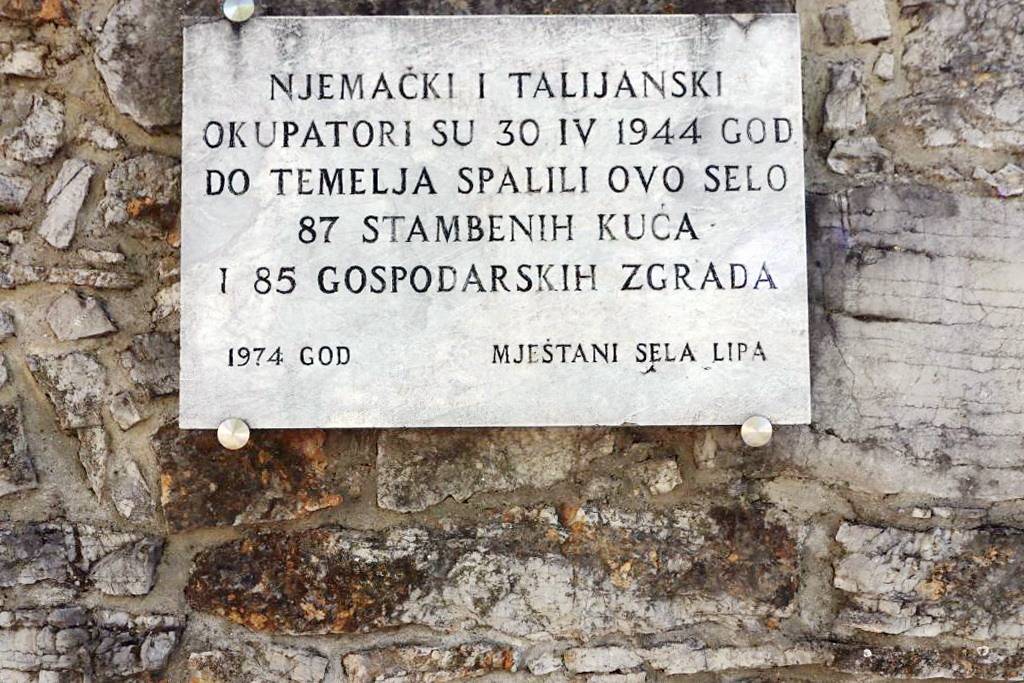 NJEMAČKI I TALIJANSKI
OKUPATORI SU 30 IV 1944 GOD
DO TEMELJA SPALILI OVO SELO
87 STAMBENIH KUĆA
I 85 GOSPODARSKIH ZGRADA
1974 GOD MJEŠTANI SELA LIPA